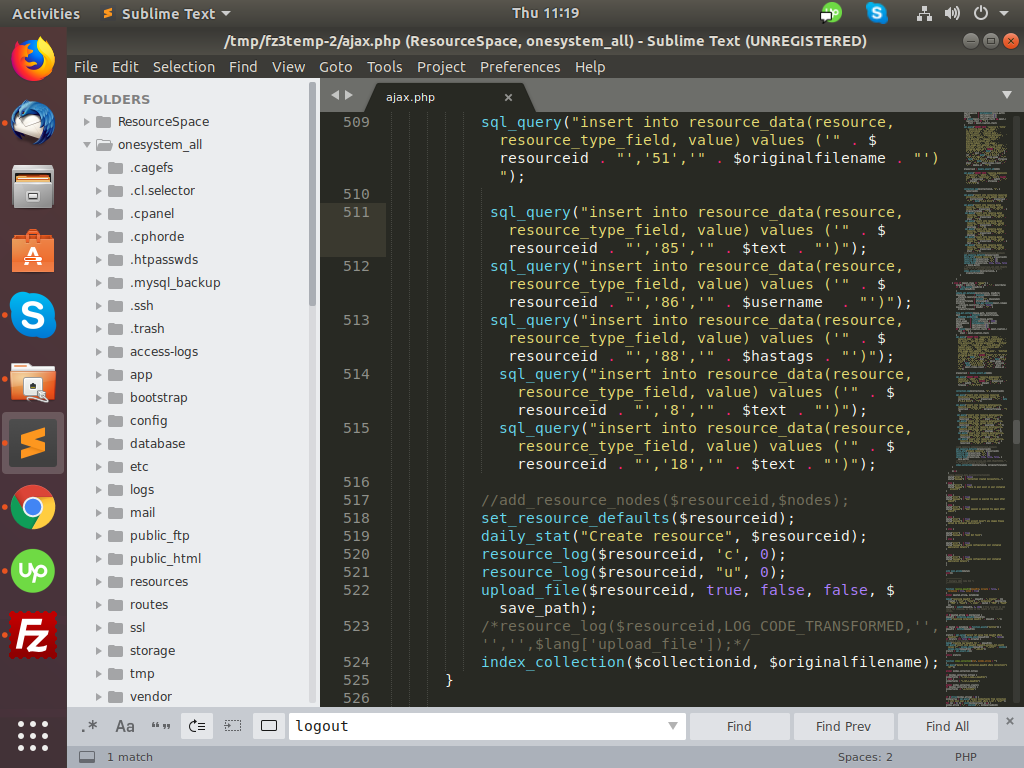 Activities Sublime Text Thu 11:19
/tmp/fz3temp-2/ajax.php (ResourceSpace, onesystem_all) - Sublime Text (UNREGISTERED)
File Edit Selection Find View Goto Tools Project Preferences Help
FOLDERS
ResourceSpace
onesystem_all
.cagefs
.cl.selector
.cpanel
.cphorde
.htpasswds
.mysql_backup
.ssh
.trash
access-logs
app
bootstrap
config
database
etc
logs
mail
public_ftp
public_html
resources
routes
ssl
storage
tmp
vendor
ajax.php ×
509 sql_query("insert into resource_data(resource,
resource_type_field, value) values ('" . $
resourceid . "','51','" . $originalfilename . "')
");
510
511 sql_query("insert into resource_data(resource,
resource_type_field, value) values ('" . $
resourceid . "','85','" . $text . "')");
512 sql_query("insert into resource_data(resource,
resource_type_field, value) values ('" . $
resourceid . "','86','" . $username  . "')");
513 sql_query("insert into resource_data(resource,
resource_type_field, value) values ('" . $
resourceid . "','88','" . $hastags . "')");
514 sql_query("insert into resource_data(resource,
resource_type_field, value) values ('" . $
resourceid . "','8','" . $text . "')");
515 sql_query("insert into resource_data(resource,
resource_type_field, value) values ('" . $
resourceid . "','18','" . $text . "')");
516
517 //add_resource_nodes($resourceid,$nodes);
518 set_resource_defaults($resourceid);
519 daily_stat("Create resource", $resourceid);
520 resource_log($resourceid, 'c', 0);
521 resource_log($resourceid, "u", 0);
522 upload_file($resourceid, true, false, false, $
save_path);
523 /*resource_log($resourceid,LOG_CODE_TRANSFORMED,'',
'','',$lang['upload_file']);*/
524 index_collection($collectionid, $originalfilename);
525 }
526
.* Aa “” logout Find Find Prev Find All ×
1 match Spaces: 2 PHP